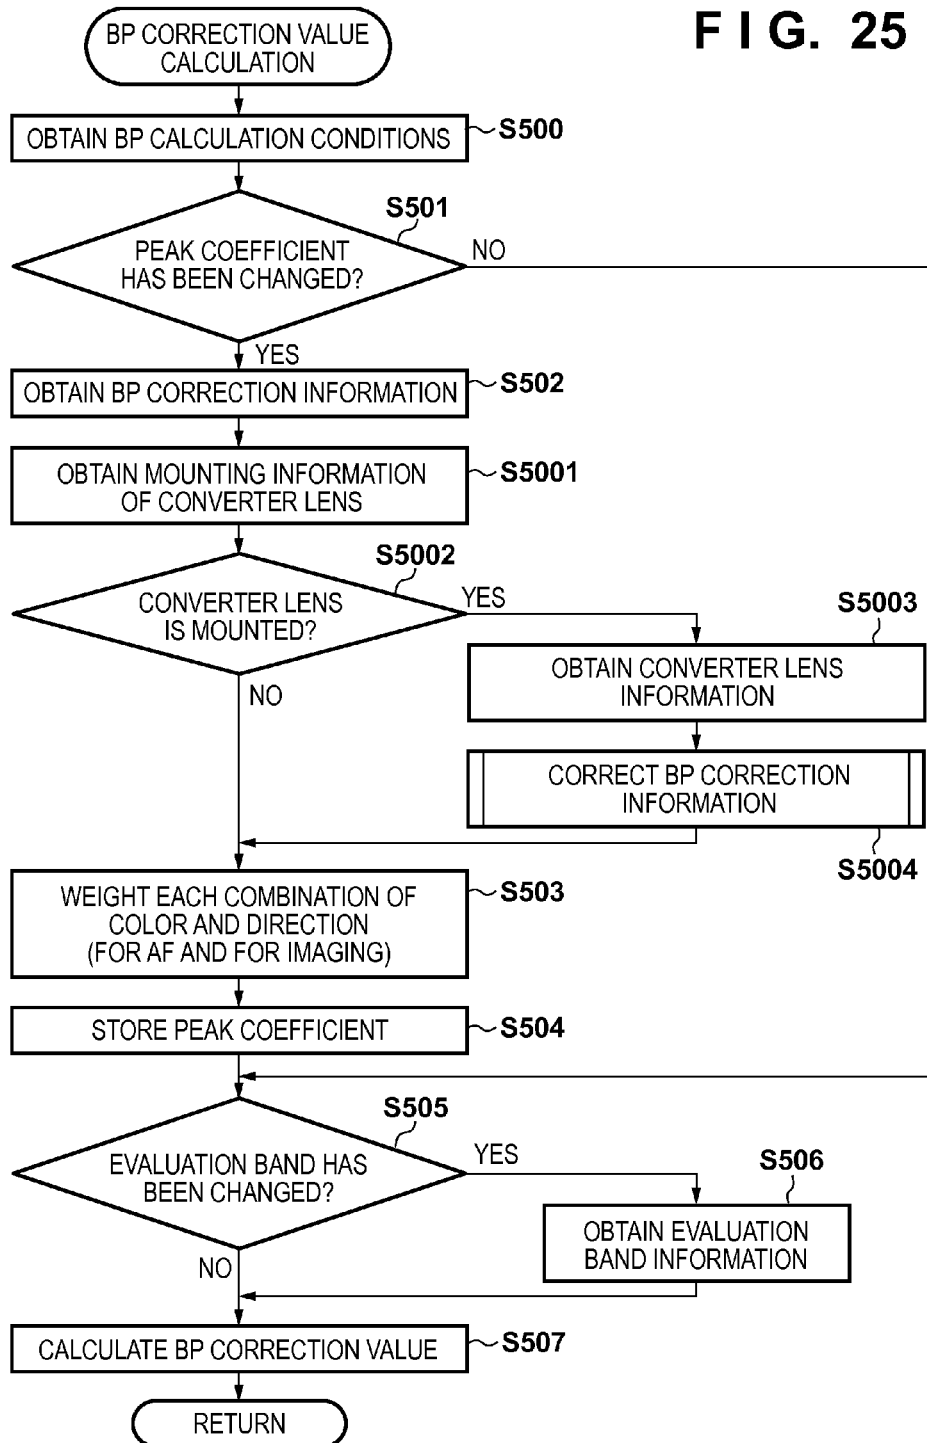 FIG. 25
BP CORRECTION VALUE
CALCULATION
OBTAIN BP CALCULATION CONDITIONS
S500
S501
PEAK COEFFICIENT
HAS BEEN CHANGED?
NO
YES
OBTAIN BP CORRECTION INFORMATION
S502
OBTAIN MOUNTING INFORMATION
OF CONVERTER LENS
S5001
S5002
CONVERTER LENS
IS MOUNTED?
YES
NO
S5003
OBTAIN CONVERTER LENS
INFORMATION
CORRECT BP CORRECTION
INFORMATION
S5004
WEIGHT EACH COMBINATION OF
COLOR AND DIRECTION
(FOR AF AND FOR IMAGING)
S503
STORE PEAK COEFFICIENT
S504
S505
EVALUATION BAND HAS
BEEN CHANGED?
YES
NO
S506
OBTAIN EVALUATION
BAND INFORMATION
CALCULATE BP CORRECTION VALUE
S507
RETURN